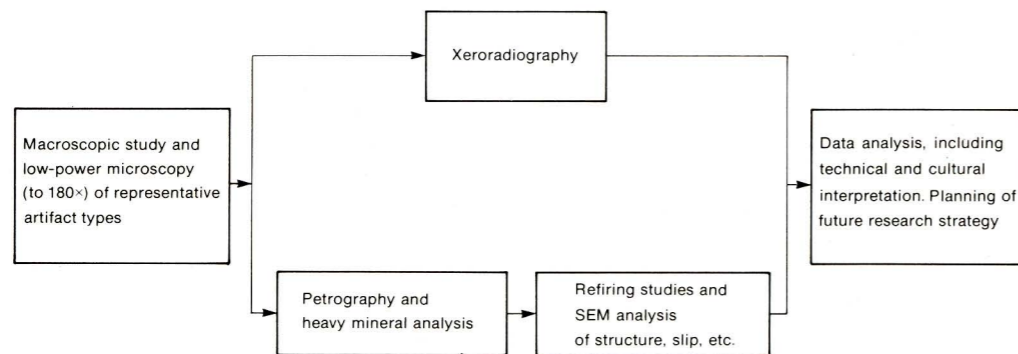 Xeroradiography
Macroscopic study and
low-power microscopy
(to 180×) of representative
artifact types
Data analysis, including
technical and cultural
interpretation. Planning of
future research strategy
Petrography and
heavy mineral analysis
Refiring studies and
SEM analysis
of structure, slip, etc.